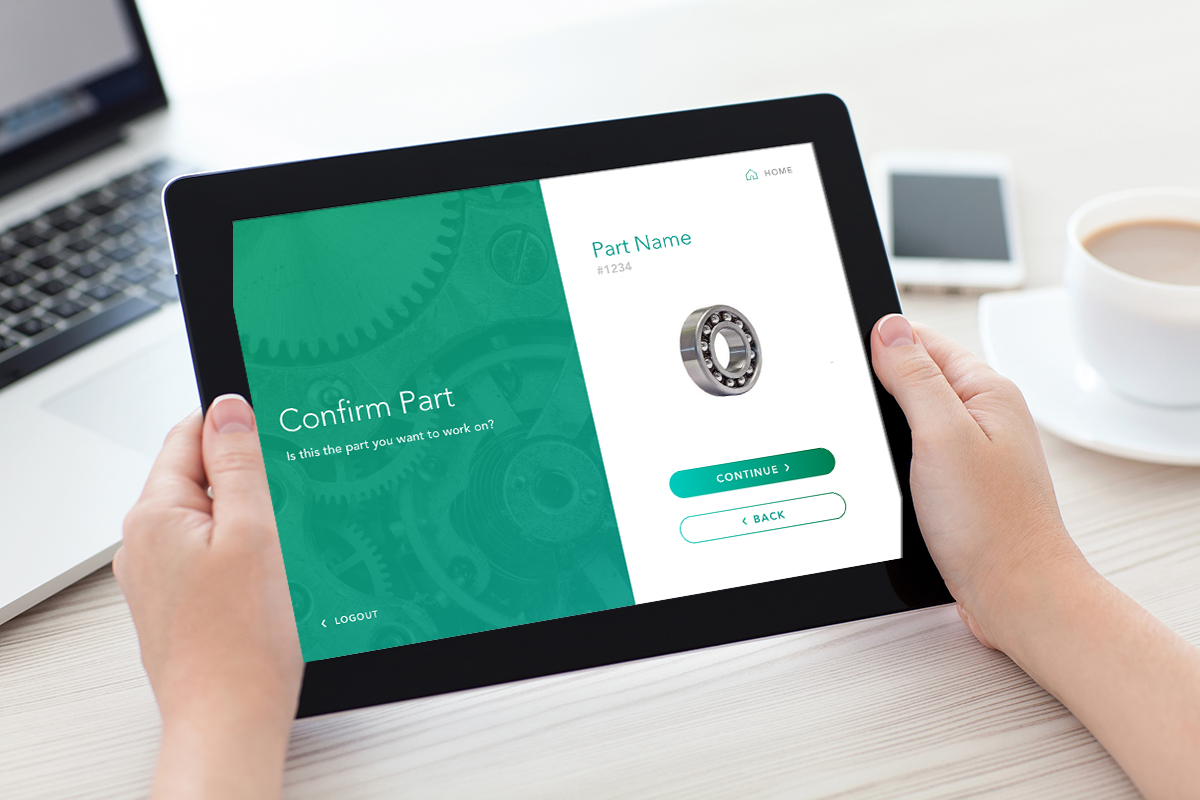 Confirm Part
Is this the part you want to work on?
‹ LOGOUT
HOME
Part Name
#1234
CONTINUE ›
‹ BACK